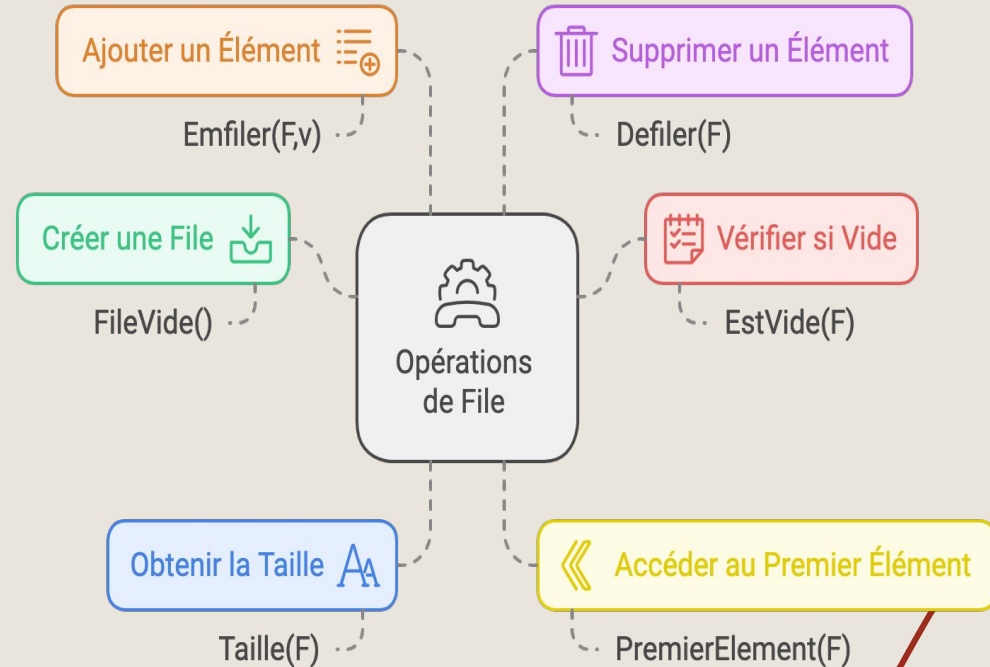 Ajouter un Élément
Supprimer un Élément
Emfiler(F,v)
Defiler(F)
Créer une File
Vérifier si Vide
FileVide()
EstVide(F)
Opérations
de File
Obtenir la Taille
Accéder au Premier Élément
Taille(F)
PremierElement(F)